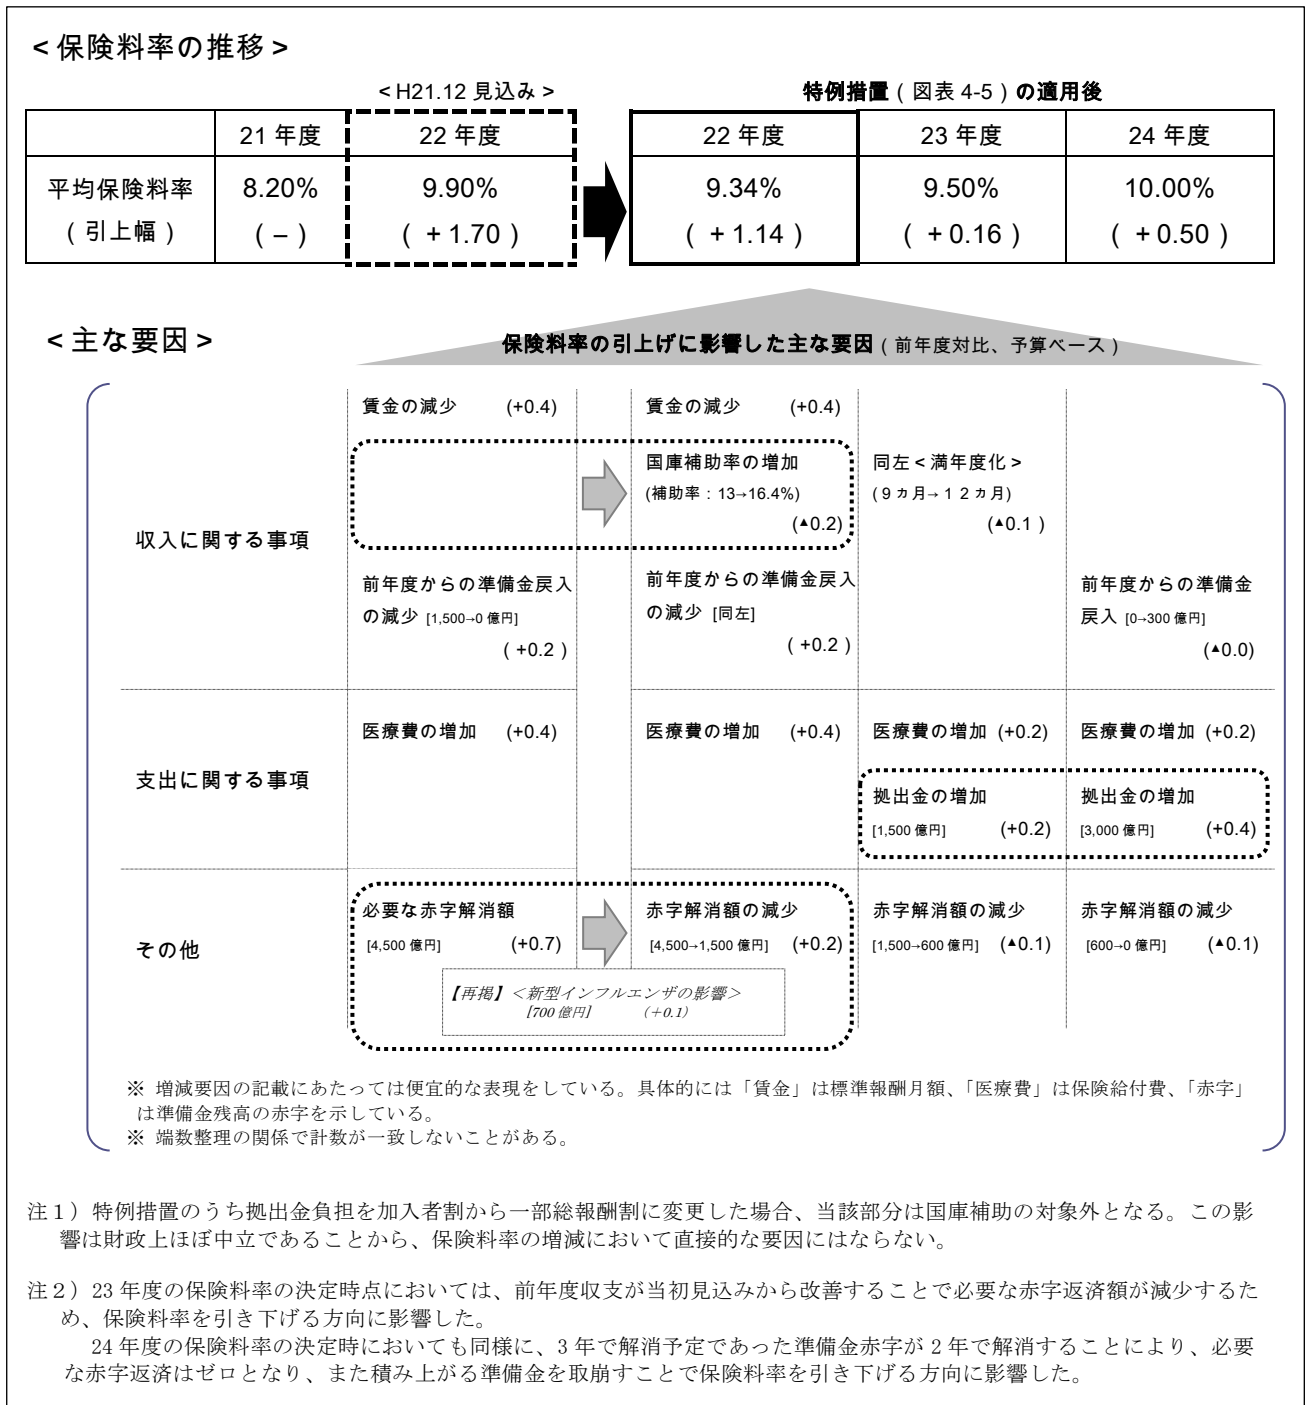 <保険料率の推移>
<H21.12 見込み> 特例措置(図表 4-5)の適用後
21 年度 22 年度 22 年度 23 年度 24 年度
平均保険料率 8.20% 9.90% 9.34% 9.50% 10.00%
(引上幅) (–) (+1.70) (+1.14) (+0.16) (+0.50)
<主な要因>
保険料率の引上げに影響した主な要因(前年度対比、予算ベース)
収入に関する事項
賃金の減少 (+0.4)
前年度からの準備金戻入
の減少 [1,500→0 億円]
(+0.2)
賃金の減少 (+0.4)
国庫補助率の増加
(補助率:13→16.4%)
(▲0.2)
前年度からの準備金戻入
の減少 [同左]
(+0.2)
同左<満年度化>
(9ヵ月→12ヵ月)
(▲0.1)
前年度からの準備金
戻入 [0→300 億円]
(▲0.0)
支出に関する事項
医療費の増加 (+0.4)
医療費の増加 (+0.4)
医療費の増加 (+0.2)
拠出金の増加
[1,500 億円] (+0.2)
医療費の増加 (+0.2)
拠出金の増加
[3,000 億円] (+0.4)
その他
必要な赤字解消額
[4,500 億円] (+0.7)
赤字解消額の減少
[4,500→1,500 億円] (+0.2)
【再掲】<新型インフルエンザの影響>
[700 億円] (+0.1)
赤字解消額の減少
[1,500→600 億円] (▲0.1)
赤字解消額の減少
[600→0 億円] (▲0.1)
※ 増減要因の記載にあたっては便宜的な表現をしている。具体的には「賃金」は標準報酬月額、「医療費」は保険給付費、「赤字」
は準備金残高の赤字を示している。
※ 端数整理の関係で計数が一致しないことがある。
注1）特例措置のうち拠出金負担を加入者割から一部総報酬割に変更した場合、当該部分は国庫補助の対象外となる。この影
響は財政上ほぼ中立であることから、保険料率の増減において直接的な要因にはならない。
注2）23 年度の保険料率の決定時点においては、前年度収支が当初見込みから改善することで必要な赤字返済額が減少するた
め、保険料率を引き下げる方向に影響した。
24 年度の保険料率の決定時においても同様に、3 年で解消予定であった準備金赤字が 2 年で解消することにより、必要
な赤字返済はゼロとなり、また積み上がる準備金を取崩すことで保険料率を引き下げる方向に影響した。